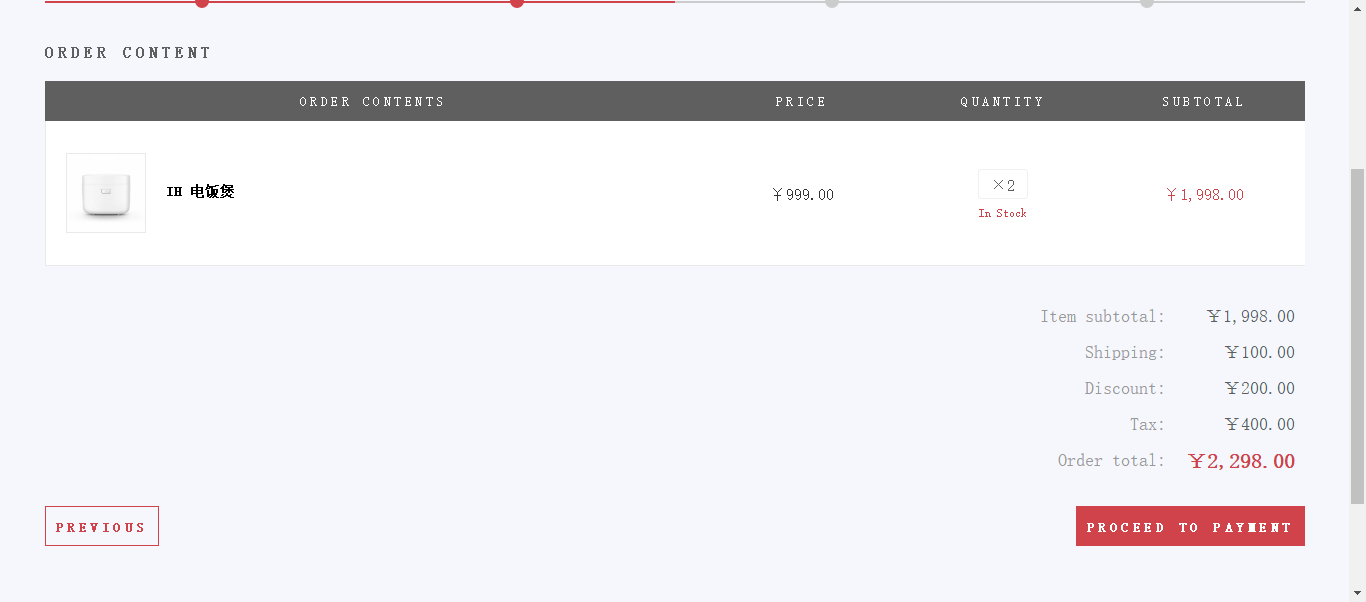 ORDER CONTENT
ORDER CONTENTS PRICE QUANTITY SUBTOTAL
IH 电饭煲 ￥999.00 ×2 ￥1,998.00
In Stock
Item subtotal: ￥1,998.00
Shipping: ￥100.00
Discount: ￥200.00
Tax: ￥400.00
Order total: ￥2,298.00
PREVIOUS PROCEED TO PAYMENT